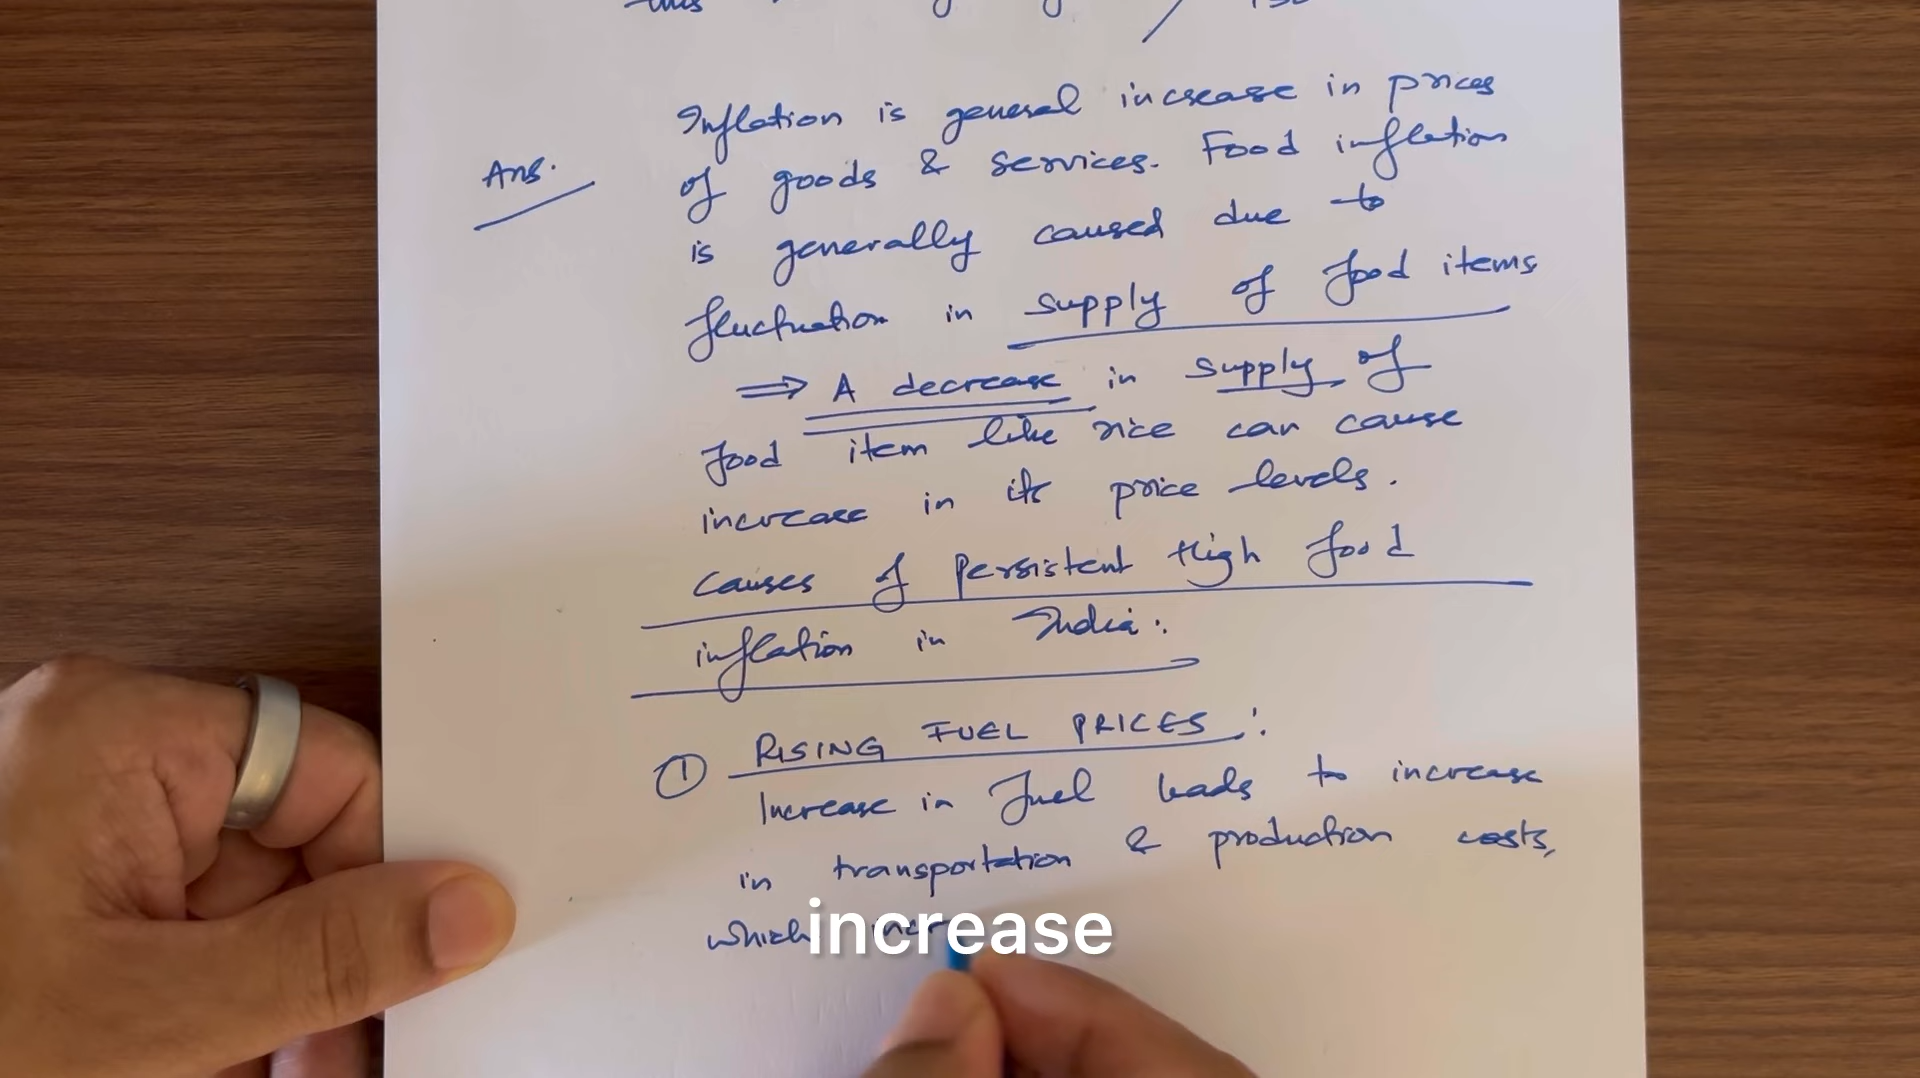 this
Inflation is general increase in prices
Ans.
of goods & services. Food inflation
is generally caused due to
fluctuation in supply of food items
⇒ A decrease in supply of
food item like rice can cause
increase in its price levels.
causes of persistent High food
inflation in India:
① RISING FUEL PRICES:
Increase in fuel leads to increase
in transportation & production costs,
which incr
increase